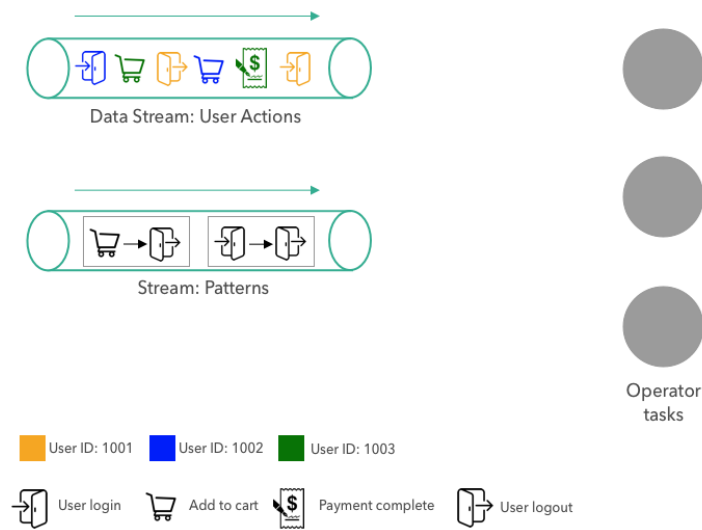 $
Data Stream: User Actions
Stream: Patterns
Operator
tasks
User ID: 1001
User ID: 1002
User ID: 1003
User login
Add to cart
$
Payment complete
User logout